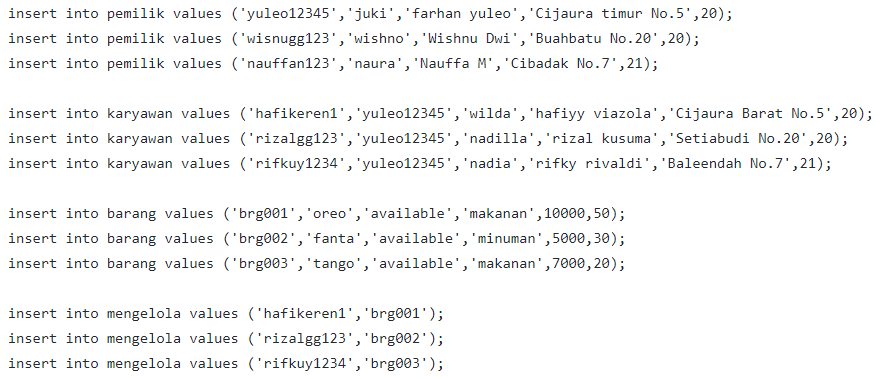 insert into pemilik values ('yuleo12345','juki','farhan yuleo','Cijaura timur No.5',20);
insert into pemilik values ('wisnugg123','wishno','Wishnu Dwi','Buahbatu No.20',20);
insert into pemilik values ('nauffan123','naura','Nauffa M','Cibadak No.7',21);
insert into karyawan values ('hafikeren1','yuleo12345','wilda','hafiyy viazola','Cijaura Barat No.5',20);
insert into karyawan values ('rizalgg123','yuleo12345','nadilla','rizal kusuma','Setiabudi No.20',20);
insert into karyawan values ('rifkuy1234','yuleo12345','nadia','rifky rivaldi','Baleendah No.7',21);
insert into barang values ('brg001','oreo','available','makanan',10000,50);
insert into barang values ('brg002','fanta','available','minuman',5000,30);
insert into barang values ('brg003','tango','available','makanan',7000,20);
insert into mengelola values ('hafikeren1','brg001');
insert into mengelola values ('rizalgg123','brg002');
insert into mengelola values ('rifkuy1234','brg003');